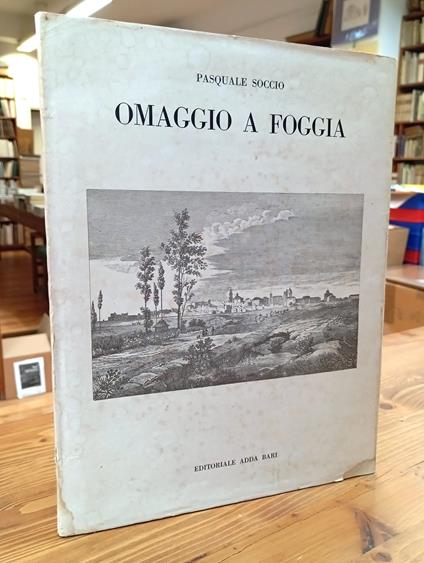 PASQUALE SOCCIO
OMAGGIO A FOGGIA
EDITORIALE ADDA BARI